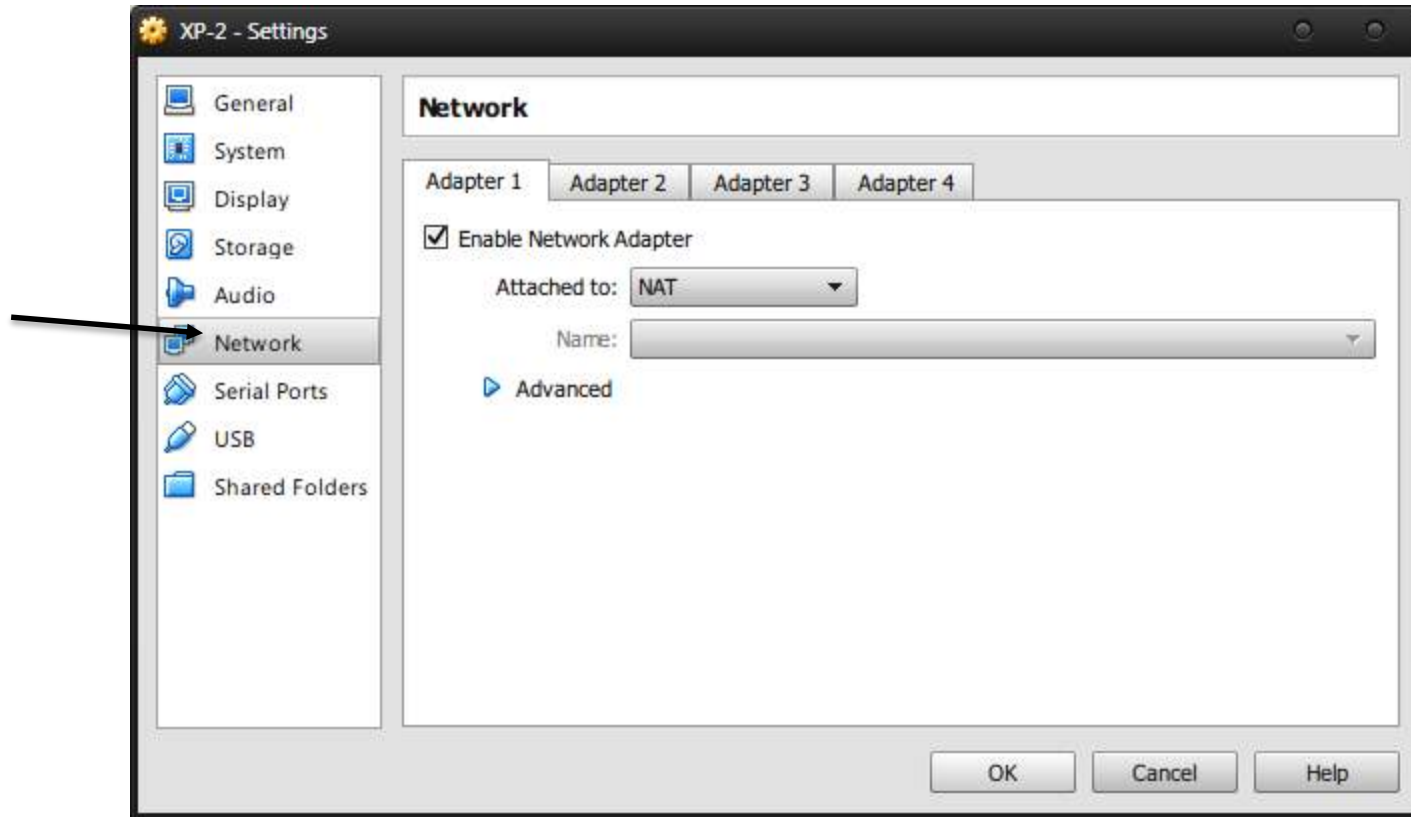 XP-2 - Settings
General
System
Display
Storage
Audio
Network
Serial Ports
USB
Shared Folders
Network
Adapter 1 Adapter 2 Adapter 3 Adapter 4
Enable Network Adapter
Attached to: NAT
Name:
Advanced
OK Cancel Help